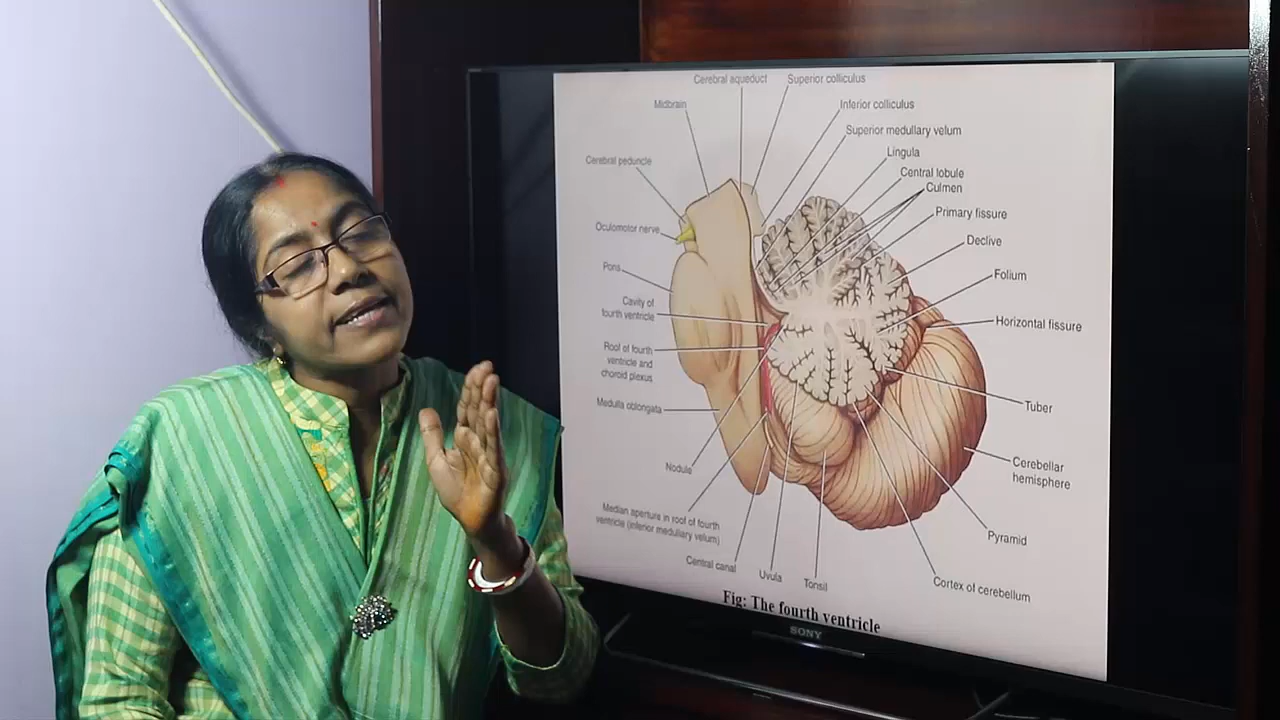 Cerebral aqueduct
Superior colliculus
Midbrain
Inferior colliculus
Superior medullary velum
Cerebral peduncle
Lingula
Central lobule
Culmen
Oculomotor nerve
Primary fissure
Declive
Pons
Folium
Cavity of
fourth ventricle
Horizontal fissure
Roof of fourth
ventricle and
choroid plexus
Medulla oblongata
Tuber
Nodule
Cerebellar
hemisphere
Median aperture in roof of fourth
ventricle (inferior medullary velum)
Pyramid
Central canal
Uvula
Tonsil
Cortex of cerebellum
Fig: The fourth ventricle
SONY